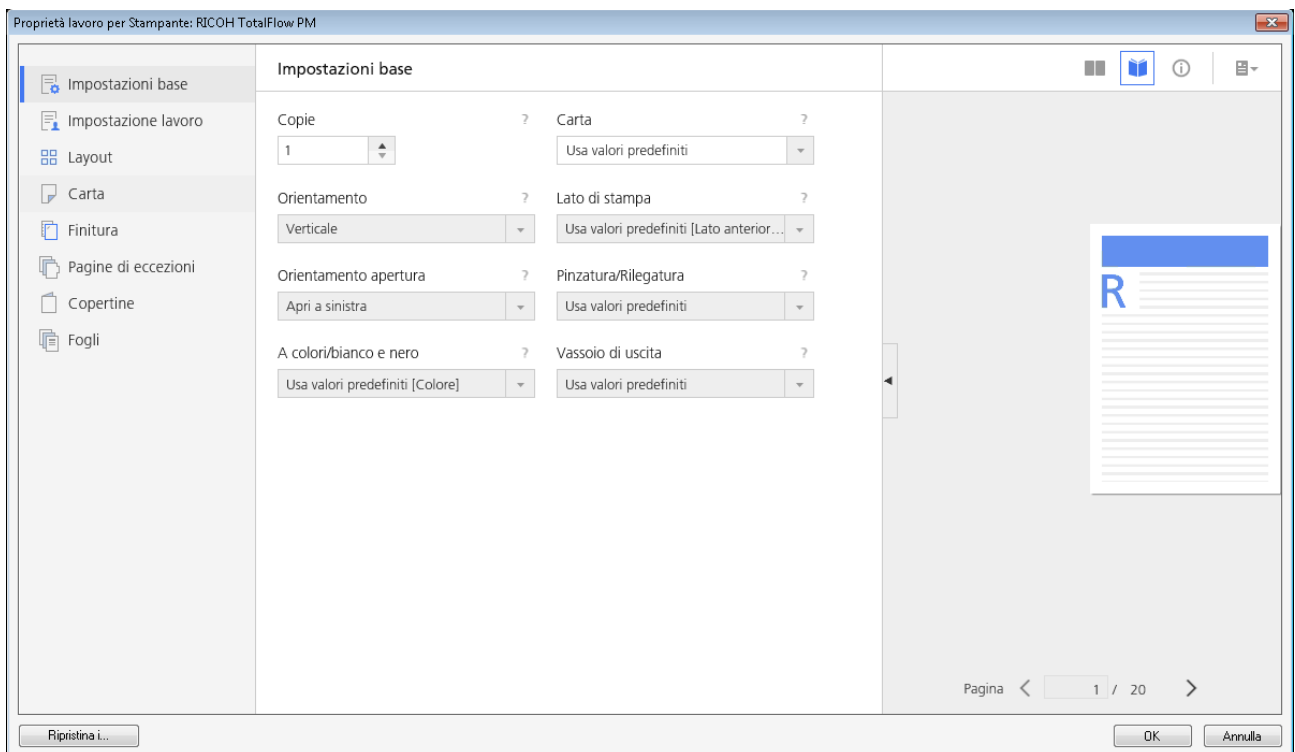 Proprietà lavoro per Stampante: RICOH TotalFlow PM
Impostazioni base
Impostazione lavoro
Layout
Carta
Finitura
Pagine di eccezioni
Copertine
Fogli
Impostazioni base
Copie ?
1
Carta ?
Usa valori predefiniti
Orientamento ?
Verticale
Lato di stampa ?
Usa valori predefiniti [Lato anterior...
Orientamento apertura ?
Apri a sinistra
Pinzatura/Rilegatura ?
Usa valori predefiniti
A colori/bianco e nero ?
Usa valori predefiniti [Colore]
Vassoio di uscita ?
Usa valori predefiniti
R
Pagina 1 / 20
Ripristina i...
OK
Annulla